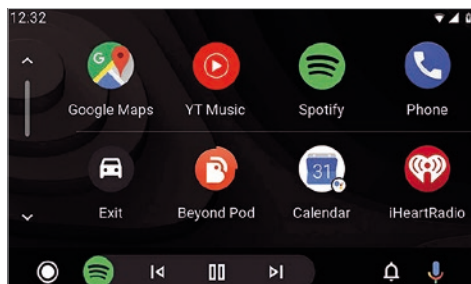 12.32
Google Maps YT Music Spotify Phone
31
Exit Beyond Pod Calendar iHeartRadio